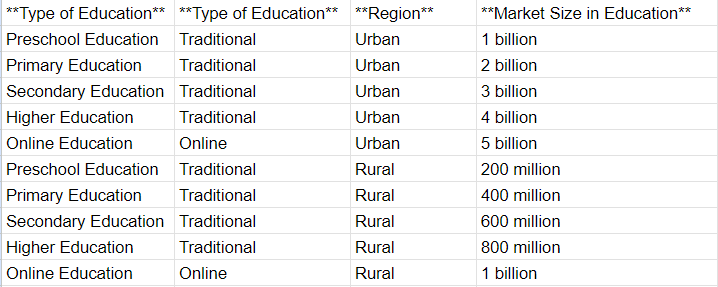 **Type of Education** **Type of Education** **Region** **Market Size in Education**
Preschool Education Traditional Urban 1 billion
Primary Education Traditional Urban 2 billion
Secondary Education Traditional Urban 3 billion
Higher Education Traditional Urban 4 billion
Online Education Online Urban 5 billion
Preschool Education Traditional Rural 200 million
Primary Education Traditional Rural 400 million
Secondary Education Traditional Rural 600 million
Higher Education Traditional Rural 800 million
Online Education Online Rural 1 billion